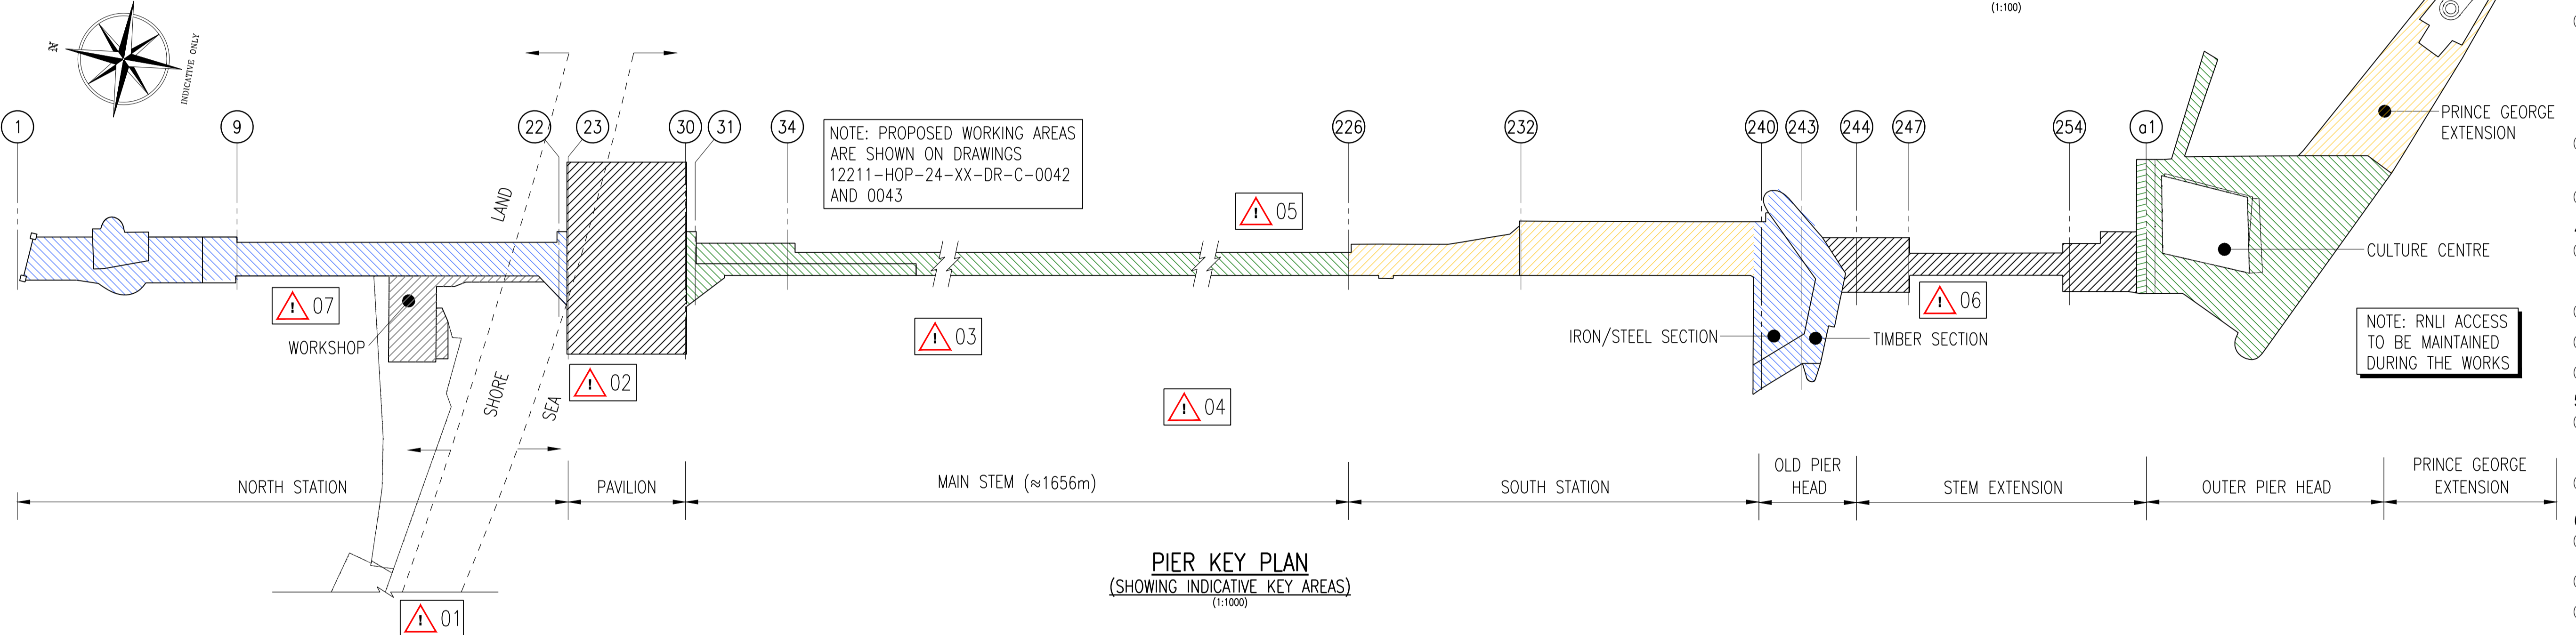 (1:100)
N
INDICATIVE ONLY
1
9
22
23
30
31
34
226
232
240
243
244
247
254
a1
NOTE: PROPOSED WORKING AREAS
ARE SHOWN ON DRAWINGS
12211-HOP-24-XX-DR-C-0042
AND 0043
PRINCE GEORGE
EXTENSION
LAND
! 05
CULTURE CENTRE
! 07
! 06
WORKSHOP
! 03
IRON/STEEL SECTION
TIMBER SECTION
NOTE: RNLI ACCESS
TO BE MAINTAINED
DURING THE WORKS
! 02
SHORE
SEA
! 04
NORTH STATION
PAVILION
MAIN STEM (≈1656m)
SOUTH STATION
OLD PIER
HEAD
STEM EXTENSION
OUTER PIER HEAD
PRINCE GEORGE
EXTENSION
PIER KEY PLAN
(SHOWING INDICATIVE KEY AREAS)
(1:1000)
! 01